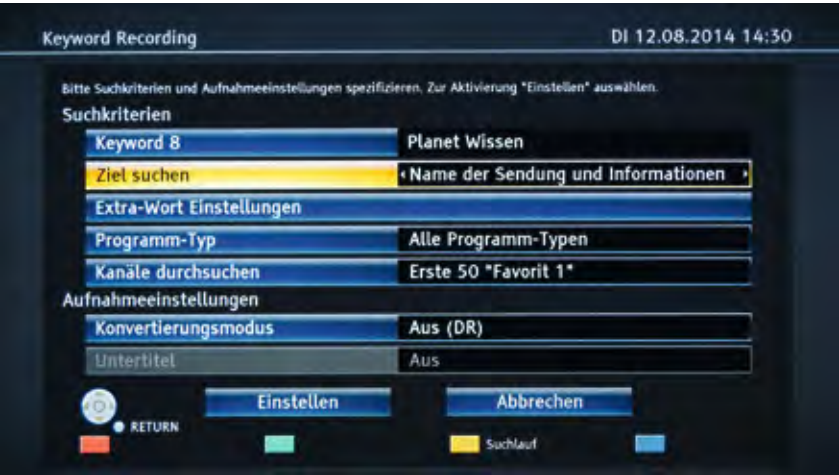 Keyword Recording DI 12.08.2014 14:30
Bitte Suchkriterien und Aufnahmeeinstellungen spezifizieren. Zur Aktivierung "Einstellen" auswählen.
Suchkriterien
Keyword 8 Planet Wissen
Ziel suchen Name der Sendung und Informationen
Extra-Wort Einstellungen
Programm-Typ Alle Programm-Typen
Kanäle durchsuchen Erste 50 "Favorit 1"
Aufnahmeeinstellungen
Konvertierungsmodus Aus (DR)
Untertitel Aus
Einstellen Abbrechen
RETURN
Suchlauf